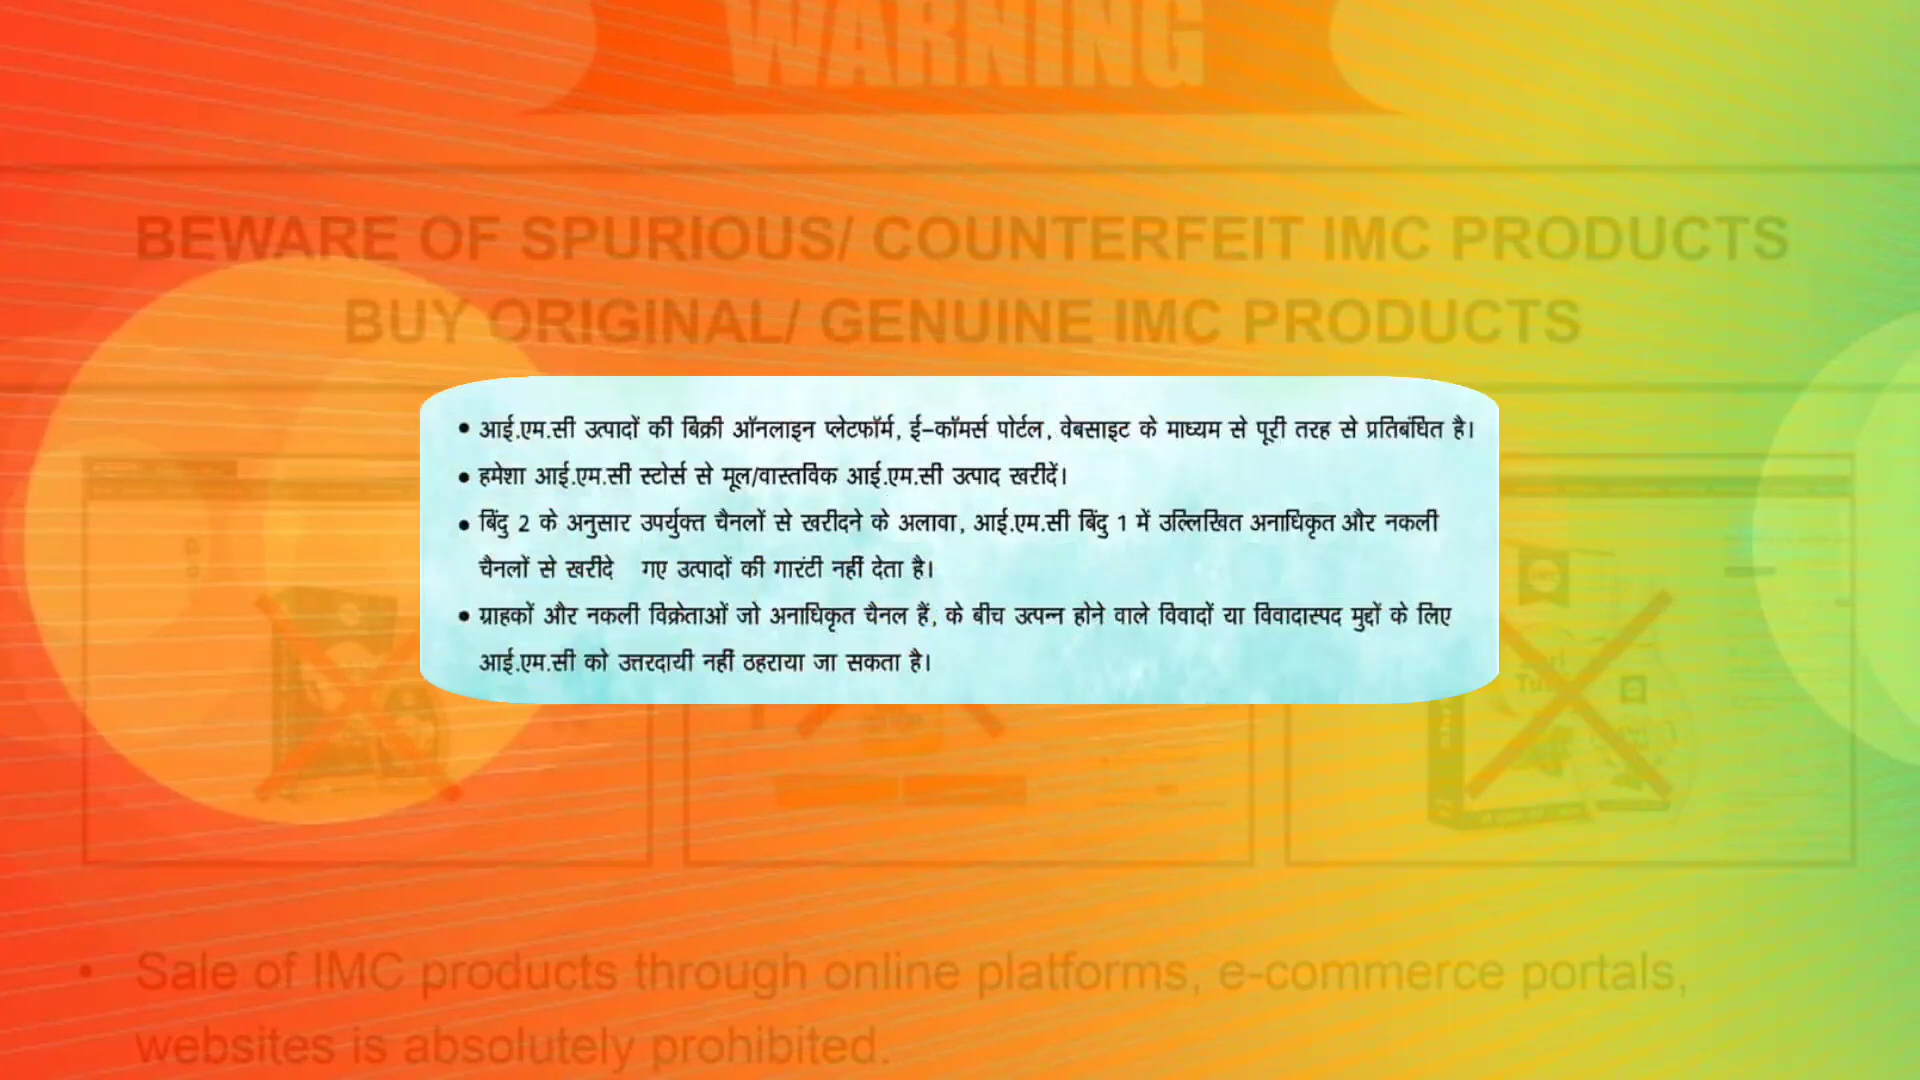 WARNING
BEWARE OF SPURIOUS/ COUNTERFEIT IMC PRODUCTS
BUY ORIGINAL/ GENUINE IMC PRODUCTS
• आई.एम.सी उत्पादों की बिक्री ऑनलाइन प्लेटफॉर्म, ई-कॉमर्स पोर्टल, वेबसाइट के माध्यम से पूरी तरह से प्रतिबंधित है।
• हमेशा आई.एम.सी स्टोर्स से मूल/वास्तविक आई.एम.सी उत्पाद खरीदें।
• बिंदु 2 के अनुसार उपर्युक्त चैनलों से खरीदने के अलावा, आई.एम.सी बिंदु 1 में उल्लिखित अनाधिकृत और नकली
चैनलों से खरीदे गए उत्पादों की गारंटी नहीं देता है।
• ग्राहकों और नकली विक्रेताओं जो अनाधिकृत चैनल हैं, के बीच उत्पन्न होने वाले विवादों या विवादास्पद मुद्दों के लिए
आई.एम.सी को उत्तरदायी नहीं ठहराया जा सकता है।
• Sale of IMC products through online platforms, e-commerce portals,
websites is absolutely prohibited.